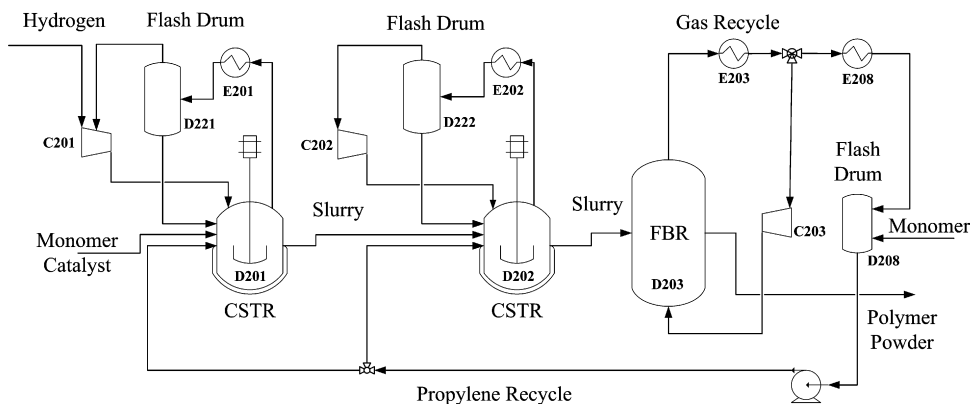 Hydrogen
Flash Drum
Flash Drum
Gas Recycle
E201
E202
E203
E208
D221
D222
C201
C202
Flash
Drum
Slurry
Slurry
FBR
C203
Monomer
Monomer
Catalyst
D201
D202
D203
D208
CSTR
CSTR
Polymer
Powder
Propylene Recycle